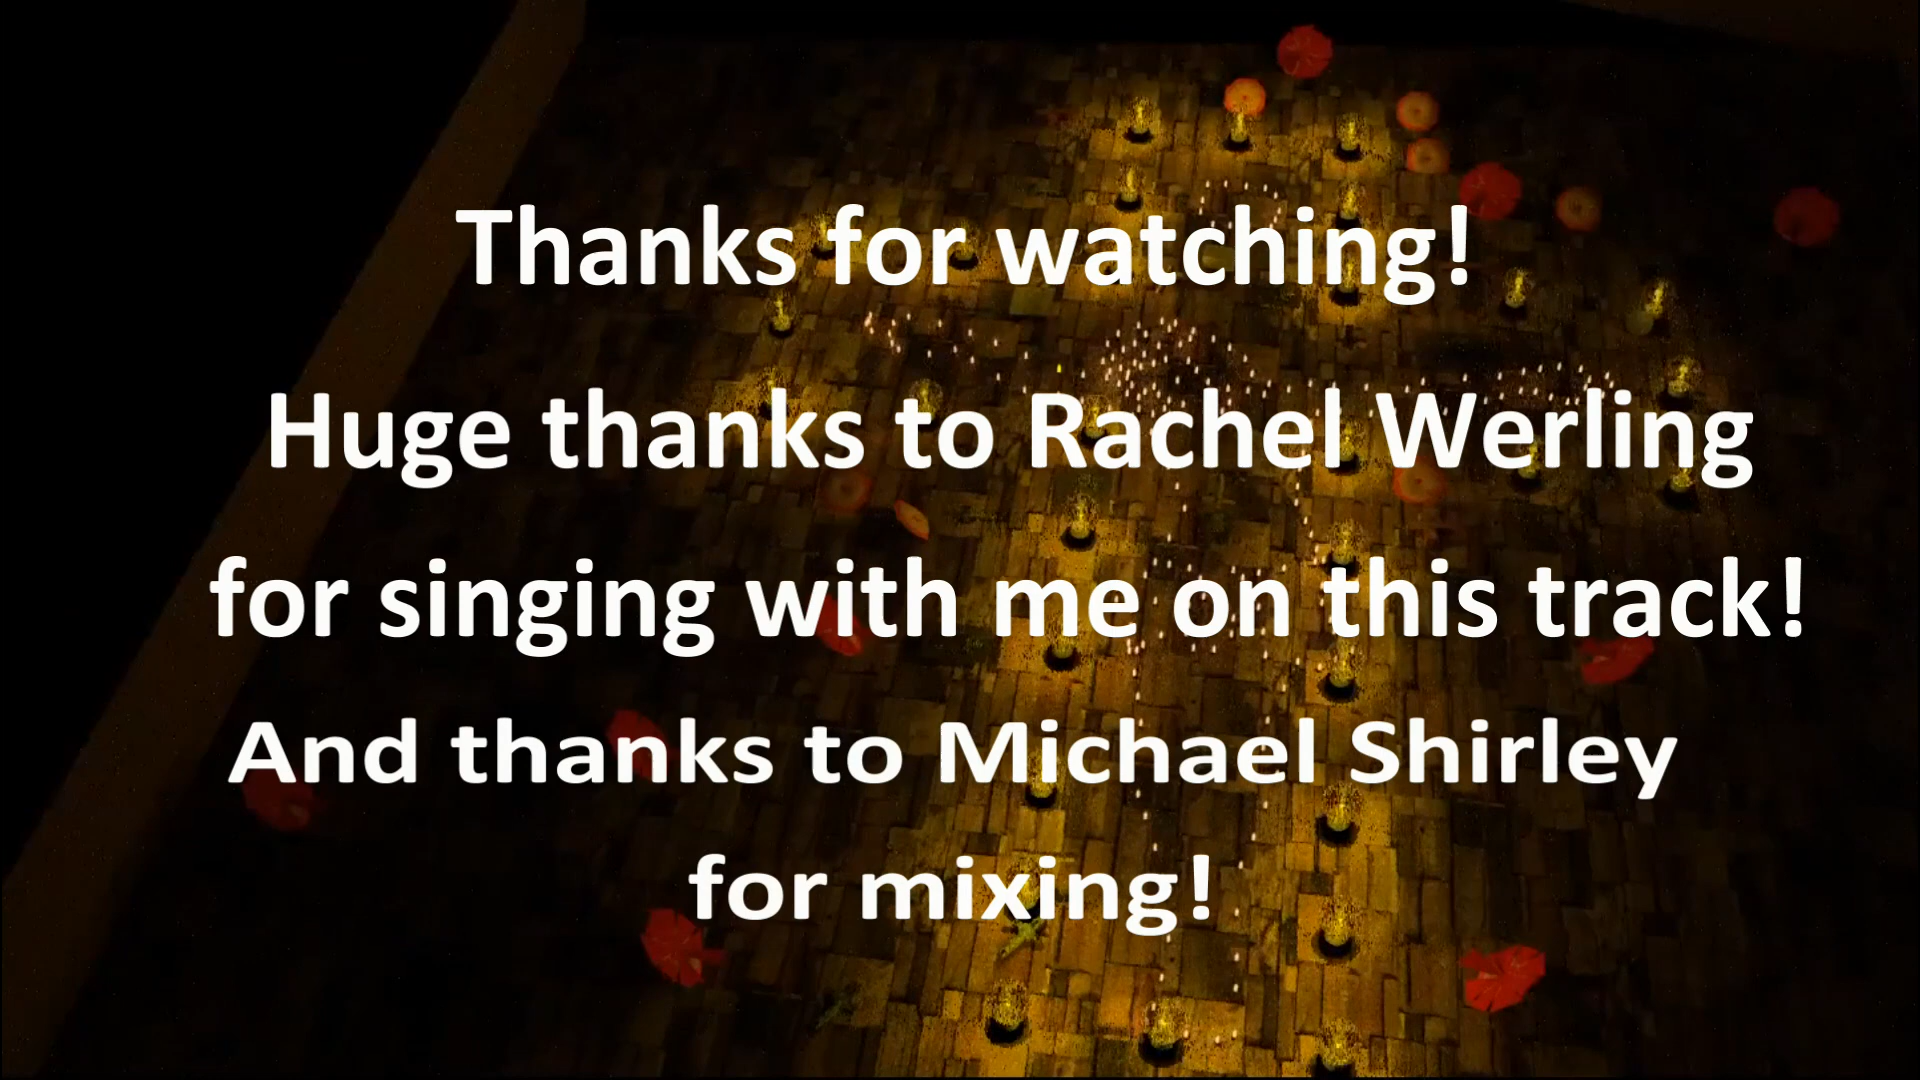 Thanks for watching!
Huge thanks to Rachel Werling
for singing with me on this track!
And thanks to Michael Shirley
for mixing!